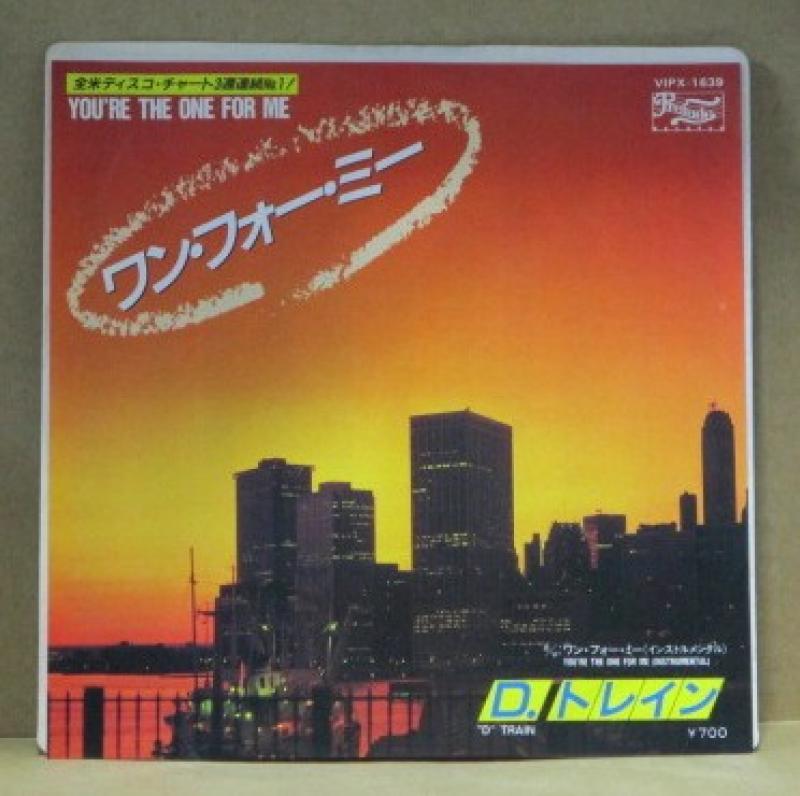 全米ディスコ・チャート3週連続No.1!
VIPX-1639
YOU'RE THE ONE FOR ME
Prelude
RECORDS
ワン・フォー・ミー
ワン・フォー・ミー(インストルメンタル)
YOU'RE THE ONE FOR ME (INSTRUMENTAL)
D.トレイン
"D" TRAIN
¥700